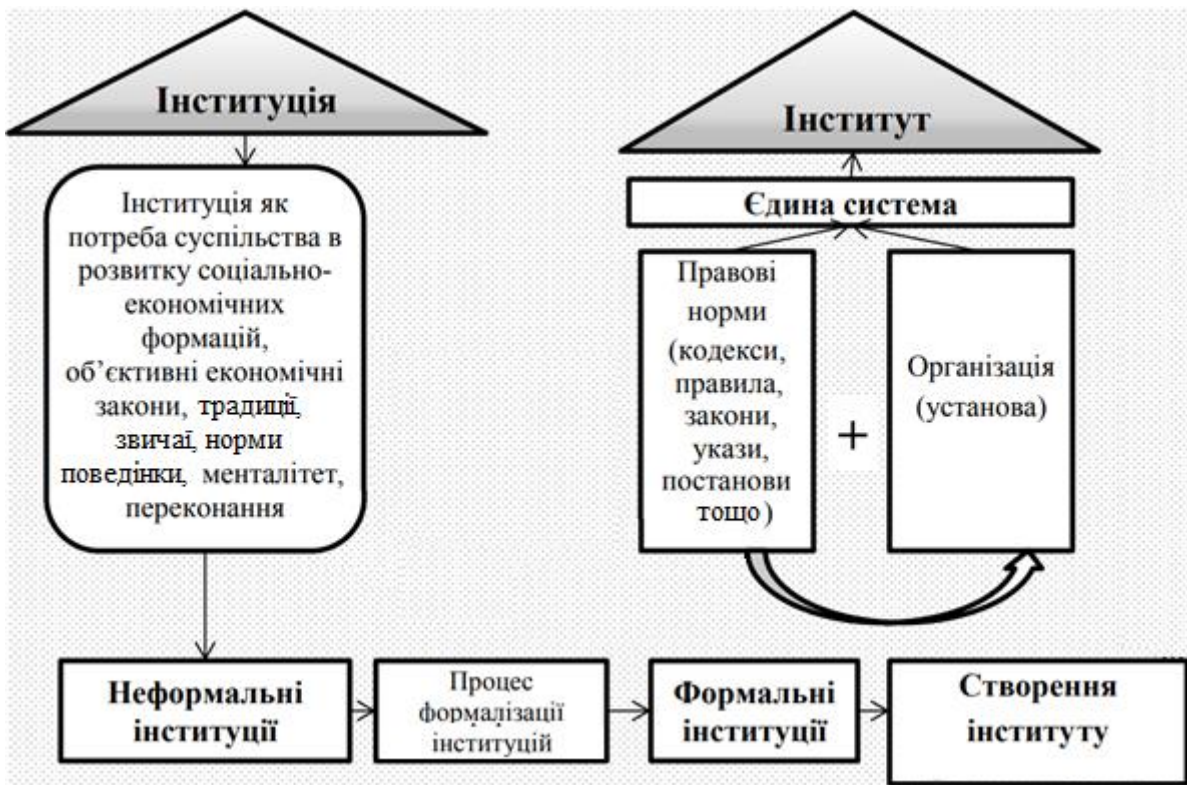 Інституція
Інституція як
потреба суспільства в
розвитку соціально-
економічних
формацій,
об’єктивні економічні
закони, традиції,
звичаї, норми
поведінки, менталітет,
переконання
Інститут
Єдина система
Правові
норми
(кодекси,
правила,
закони,
укази,
постанови
тощо)
+
Організація
(установа)
Неформальні
інституції
Процес
формалізації
інституцій
Формальні
інституції
Створення
інституту